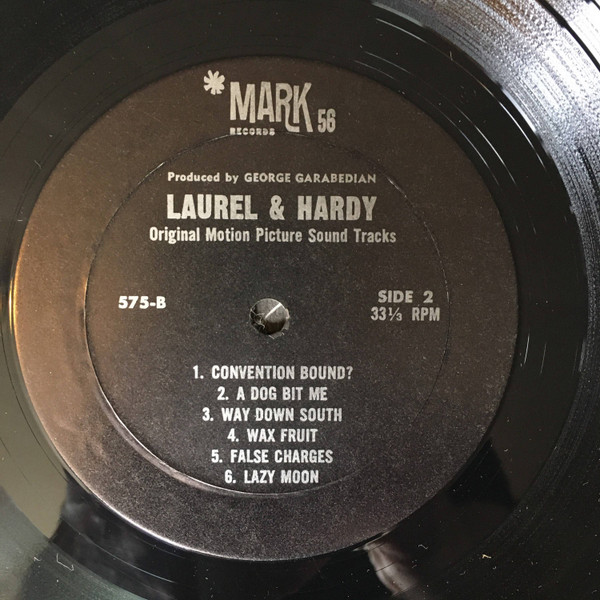 *MARK 56
RECORDS
Produced by GEORGE GARABEDIAN
LAUREL & HARDY
Original Motion Picture Sound Tracks
575-B
SIDE 2
33⅓ RPM
1. CONVENTION BOUND?
2. A DOG BIT ME
3. WAY DOWN SOUTH
4. WAX FRUIT
5. FALSE CHARGES
6. LAZY MOON